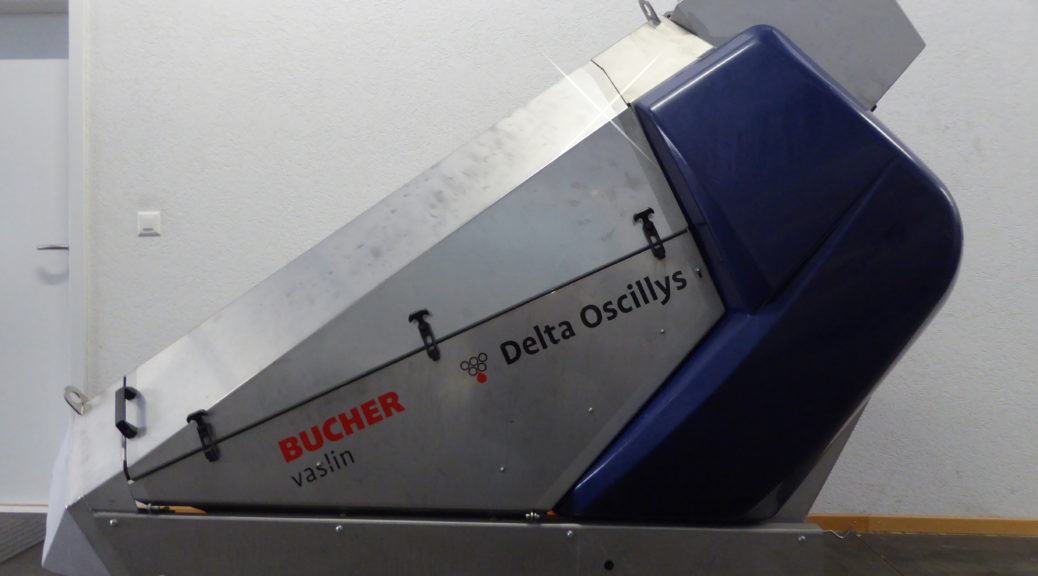 Delta Oscillys
BUCHER
vaslin